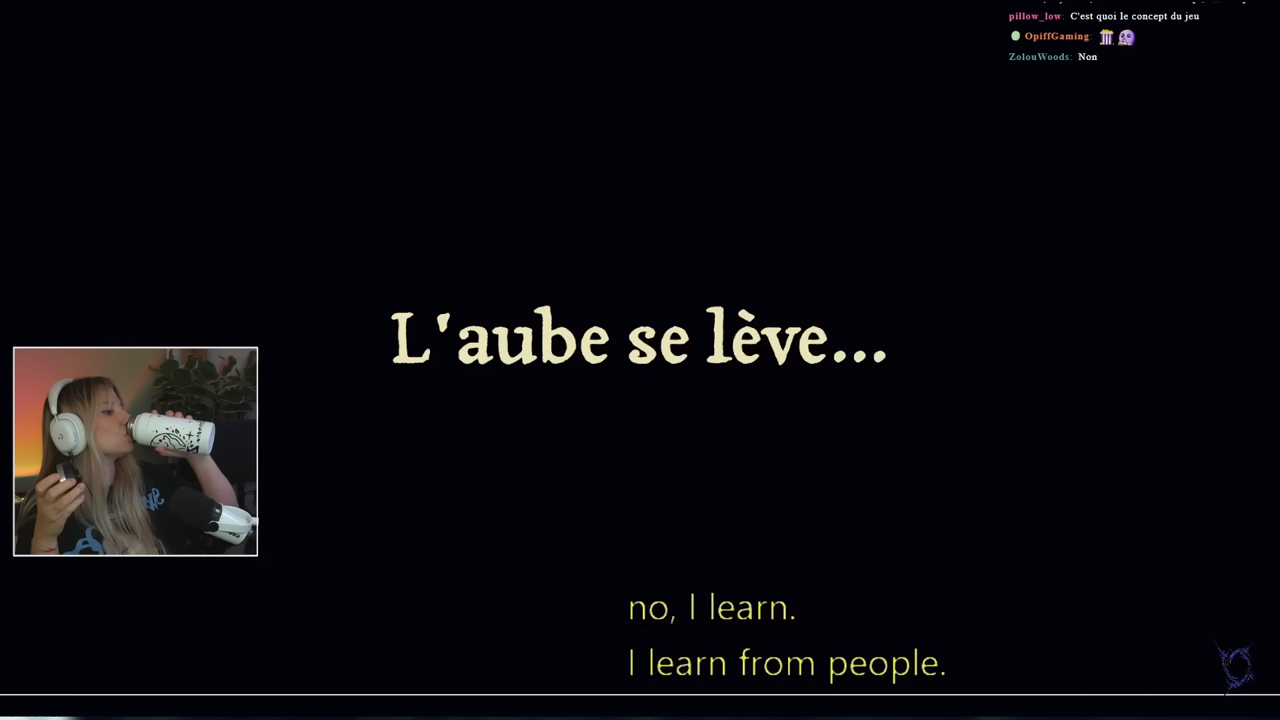 pillow_low: C'est quoi le concept du jeu
OpiffGaming:
ZolouWoods: Non
L'aube se lève...
no, I learn.
I learn from people.